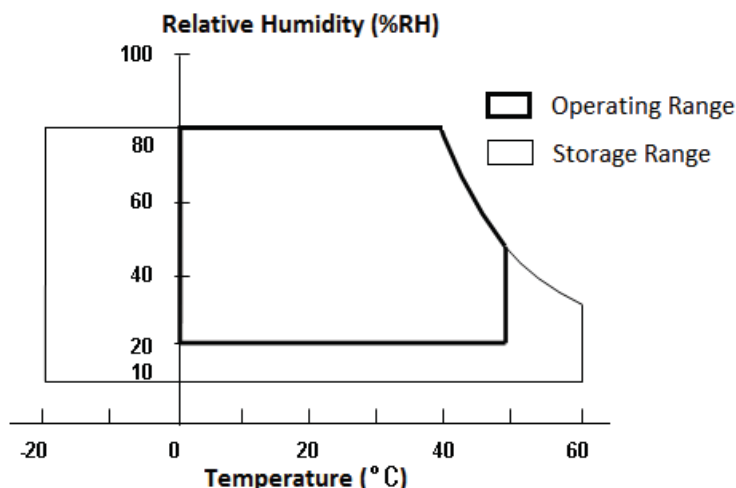 Relative Humidity (%RH)
100
80
60
40
20
10
Operating Range
Storage Range
-20 0 20 40 60
Temperature (°C)